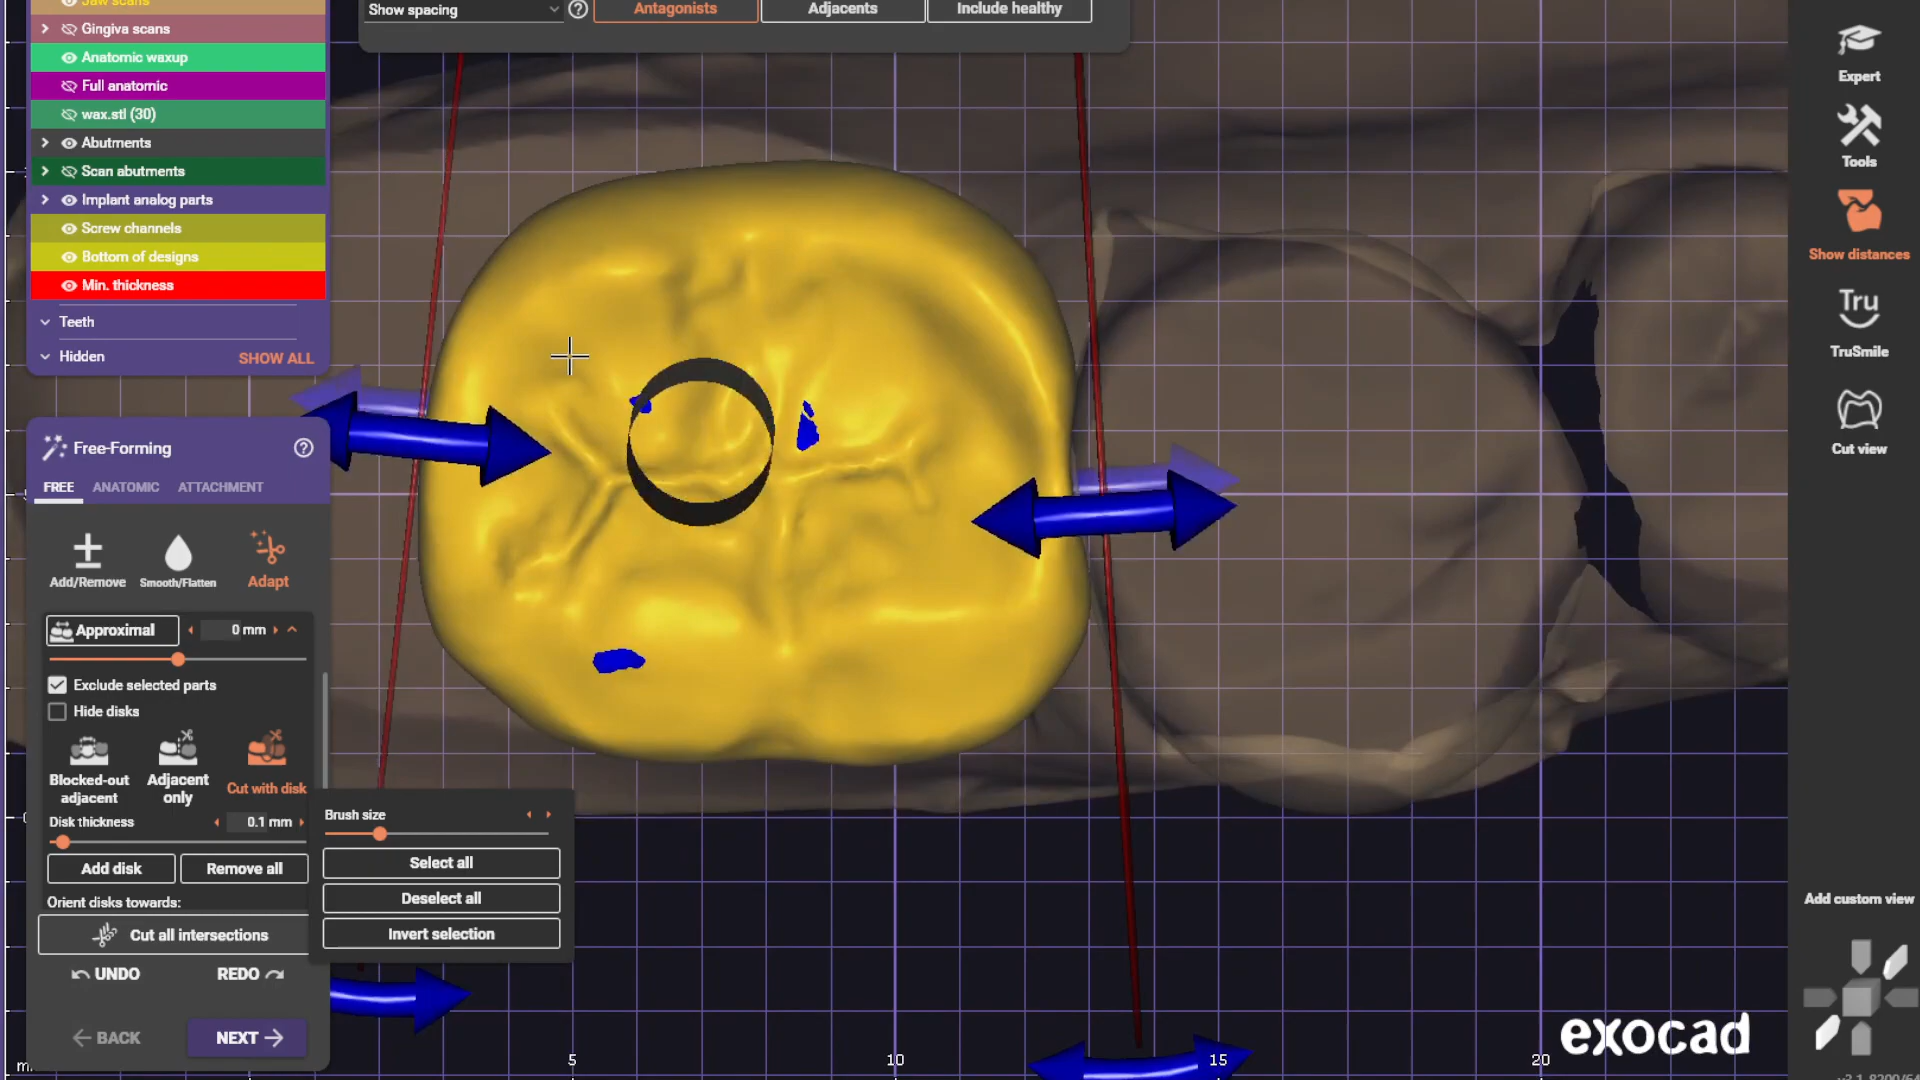 Jaw scans
Gingiva scans
Anatomic waxup
Full anatomic
wax.stl (30)
Abutments
Scan abutments
Implant analog parts
Screw channels
Bottom of designs
Min. thickness
Teeth
Hidden
SHOW ALL
Show spacing
Antagonists
Adjacents
Include healthy
Expert
Tools
Show distances
Tru
TruSmile
Cut view
Free-Forming
FREE
ANATOMIC
ATTACHMENT
Add/Remove
Smooth/Flatten
Adapt
Approximal
0 mm
Exclude selected parts
Hide disks
Blocked-out
adjacent
Adjacent
only
Cut with disk
Disk thickness
0.1 mm
Add disk
Remove all
Orient disks towards:
Cut all intersections
UNDO
REDO
BACK
NEXT
Brush size
Select all
Deselect all
Invert selection
5
10
15
20
Add custom view
exocad